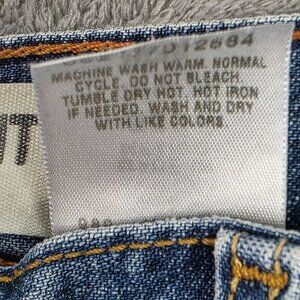 MACHINE WASH WARM. NORMAL
CYCLE. DO NOT BLEACH.
TUMBLE DRY HOT. HOT IRON
IF NEEDED. WASH AND DRY
WITH LIKE COLORS.